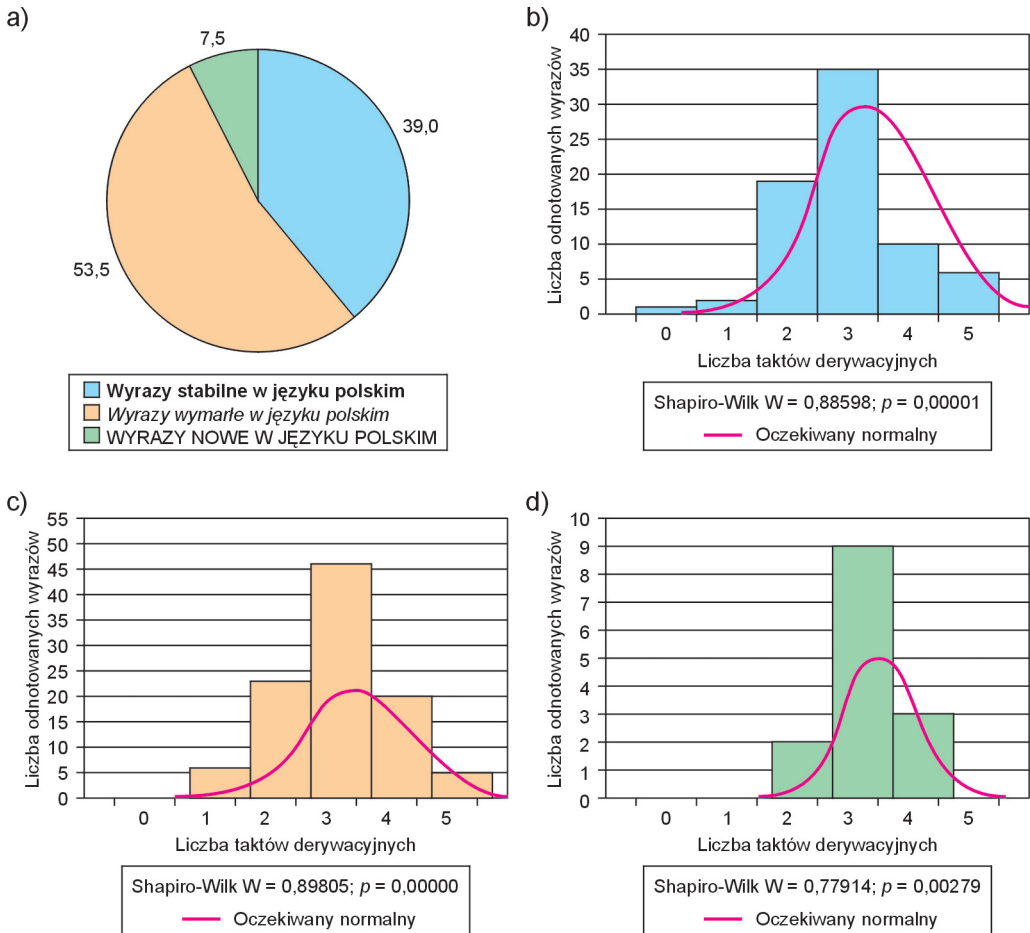 a)
7,5
39,0
53,5
Wyrazy stabilne w języku polskim
Wyrazy wymarłe w języku polskim
WYRAZY NOWE W JĘZYKU POLSKIM
b)
Liczba odnotowanych wyrazów
40
35
30
25
20
15
10
5
0
0 1 2 3 4 5
Liczba taktów derywacyjnych
Shapiro-Wilk W = 0,88598; p = 0,00001
Oczekiwany normalny
c)
Liczba odnotowanych wyrazów
55
50
45
40
35
30
25
20
15
10
5
0
0 1 2 3 4 5
Liczba taktów derywacyjnych
Shapiro-Wilk W = 0,89805; p = 0,00000
Oczekiwany normalny
d)
Liczba odnotowanych wyrazów
10
9
8
7
6
5
4
3
2
1
0
0 1 2 3 4 5
Liczba taktów derywacyjnych
Shapiro-Wilk W = 0,77914; p = 0,00279
Oczekiwany normalny